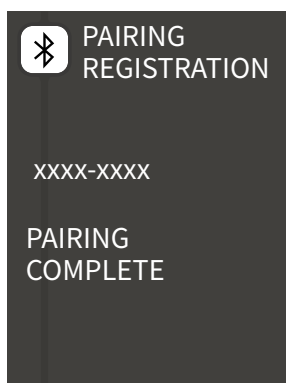 PAIRING
REGISTRATION
xxxx-xxxx
PAIRING
COMPLETE